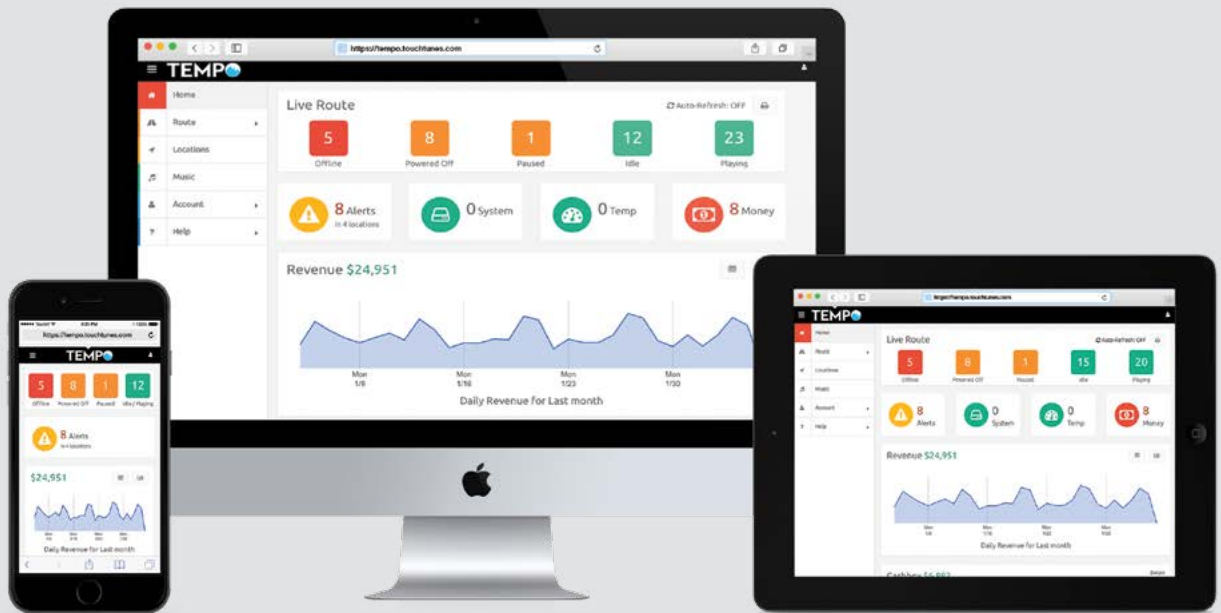 https://tempo.touchtunes.com
TEMPO
Home
Route
Locations
Music
Account
Help
Live Route
Auto-Refresh: OFF
5
8
1
12
23
Offline
Powered Off
Paused
Idle
Playing
8 Alerts
in 4 locations
0 System
0 Temp
8 Money
Revenue $24,951
Mon
1/16
Mon
1/23
Mon
1/30
Daily Revenue for Last month
https://tempo.touchtunes.com
TEMPO
5
8
1
12
Offline
Powered Off
Paused
Idle / Playing
8 Alerts
in 4 locations
$24,951
Daily Revenue for Last month
https://tempo.touchtunes.com
TEMPO
Home
Route
Locations
Music
Account
Help
Live Route
Auto-Refresh: OFF
5
8
1
15
20
Offline
Powered Off
Paused
Idle
Playing
8
Alerts
0
System
0
Temp
8
Money
Revenue $24,951
Daily Revenue for Last month